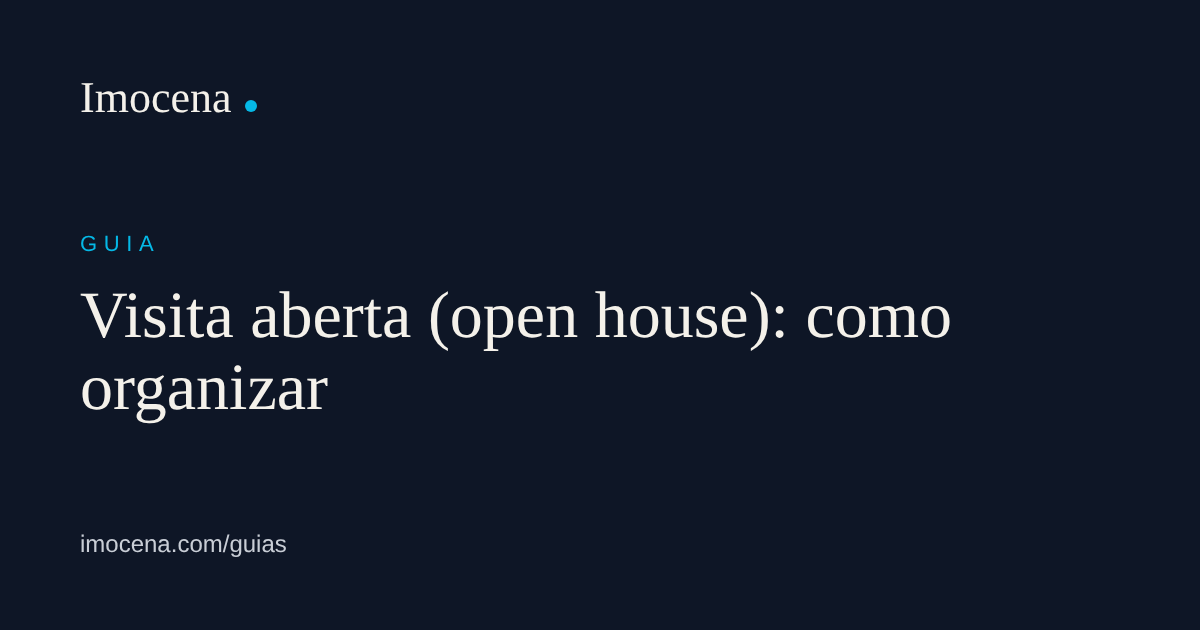 Imocena
GUIA
Visita aberta (open house): como
organizar
imocena.com/guias